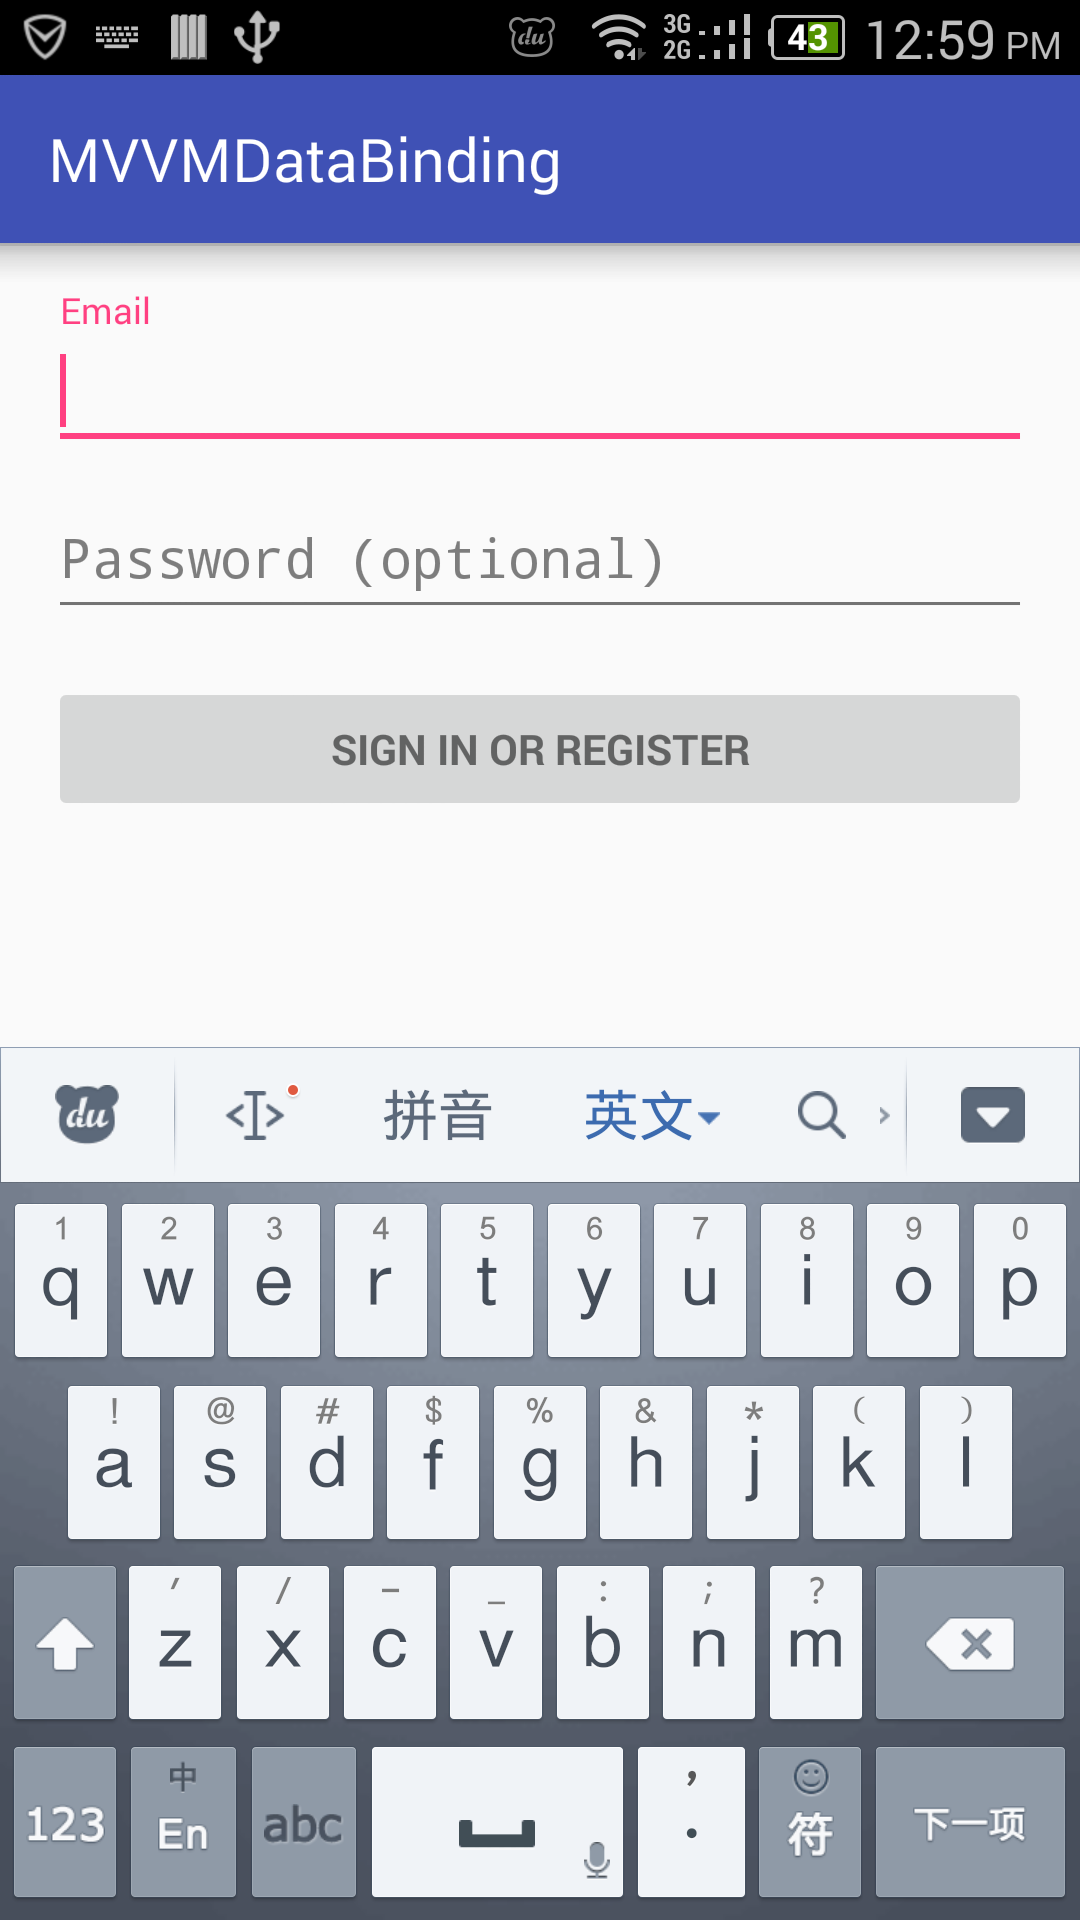 du 3G 2G 43 12:59 PM
MVVMDataBinding
Email
Password (optional)
SIGN IN OR REGISTER
du 拼音 英文
1 2 3 4 5 6 7 8 9 0
q w e r t y u i o p
! @ # $ % & * ( )
a s d f g h j k l
′ / − _ : ; ?
z x c v b n m
中 ,
123 En abc . 符 下一项